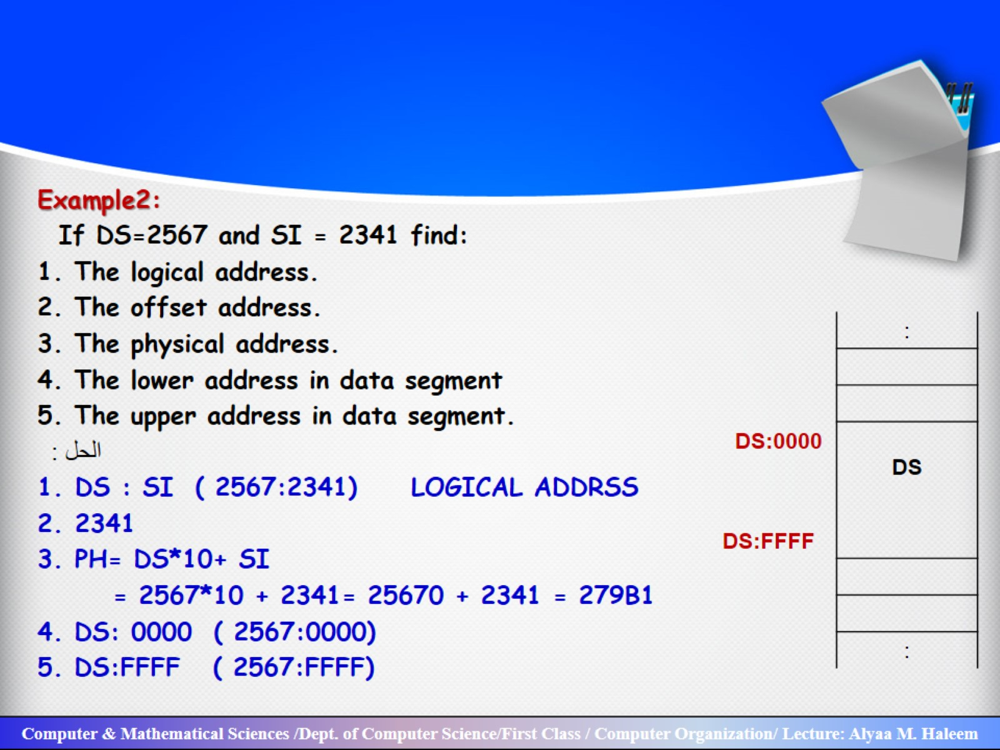 Example2:
If DS=2567 and SI = 2341 find:
1. The logical address.
2. The offset address.
3. The physical address.
4. The lower address in data segment
5. The upper address in data segment.
الحل :
1. DS : SI ( 2567:2341) LOGICAL ADDRSS
2. 2341
3. PH= DS*10+ SI
= 2567*10 + 2341= 25670 + 2341 = 279B1
4. DS: 0000 ( 2567:0000)
5. DS:FFFF ( 2567:FFFF)
:
DS:0000
DS
DS:FFFF
:
Computer & Mathematical Sciences /Dept. of Computer Science/First Class / Computer Organization/ Lecture: Alyaa M. Haleem